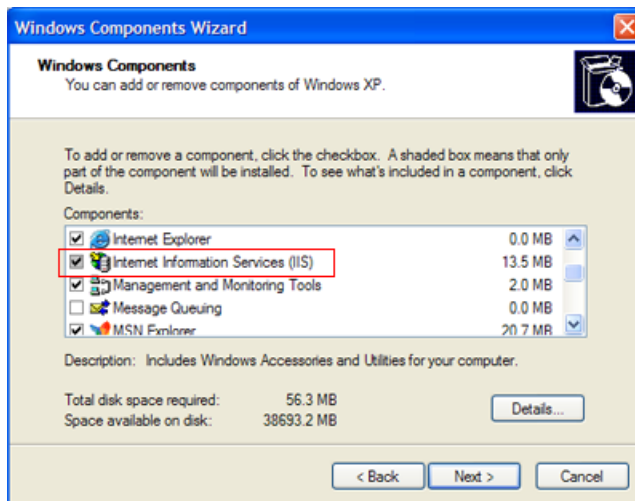 Windows Components Wizard
Windows Components
You can add or remove components of Windows XP.
To add or remove a component, click the checkbox. A shaded box means that only
part of the component will be installed. To see what's included in a component, click
Details.
Components:
Internet Explorer 0.0 MB
Internet Information Services (IIS) 13.5 MB
Management and Monitoring Tools 2.0 MB
Message Queuing 0.0 MB
MSN Explorer 20.7 MB
Description: Includes Windows Accessories and Utilities for your computer.
Total disk space required: 56.3 MB
Space available on disk: 38693.2 MB
Details...
< Back Next > Cancel